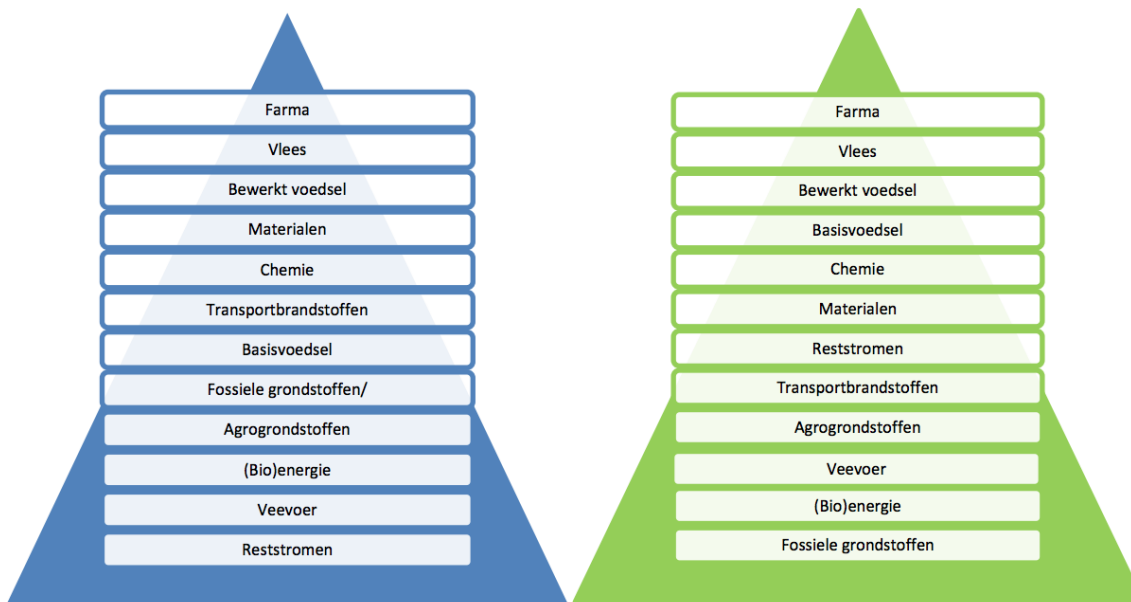 Farma
Vlees
Bewerkt voedsel
Materialen
Chemie
Transportbrandstoffen
Basisvoedsel
Fossiele grondstoffen/
Agrogrondstoffen
(Bio)energie
Veevoer
Reststromen
Farma
Vlees
Bewerkt voedsel
Basisvoedsel
Chemie
Materialen
Reststromen
Transportbrandstoffen
Agrogrondstoffen
Veevoer
(Bio)energie
Fossiele grondstoffen